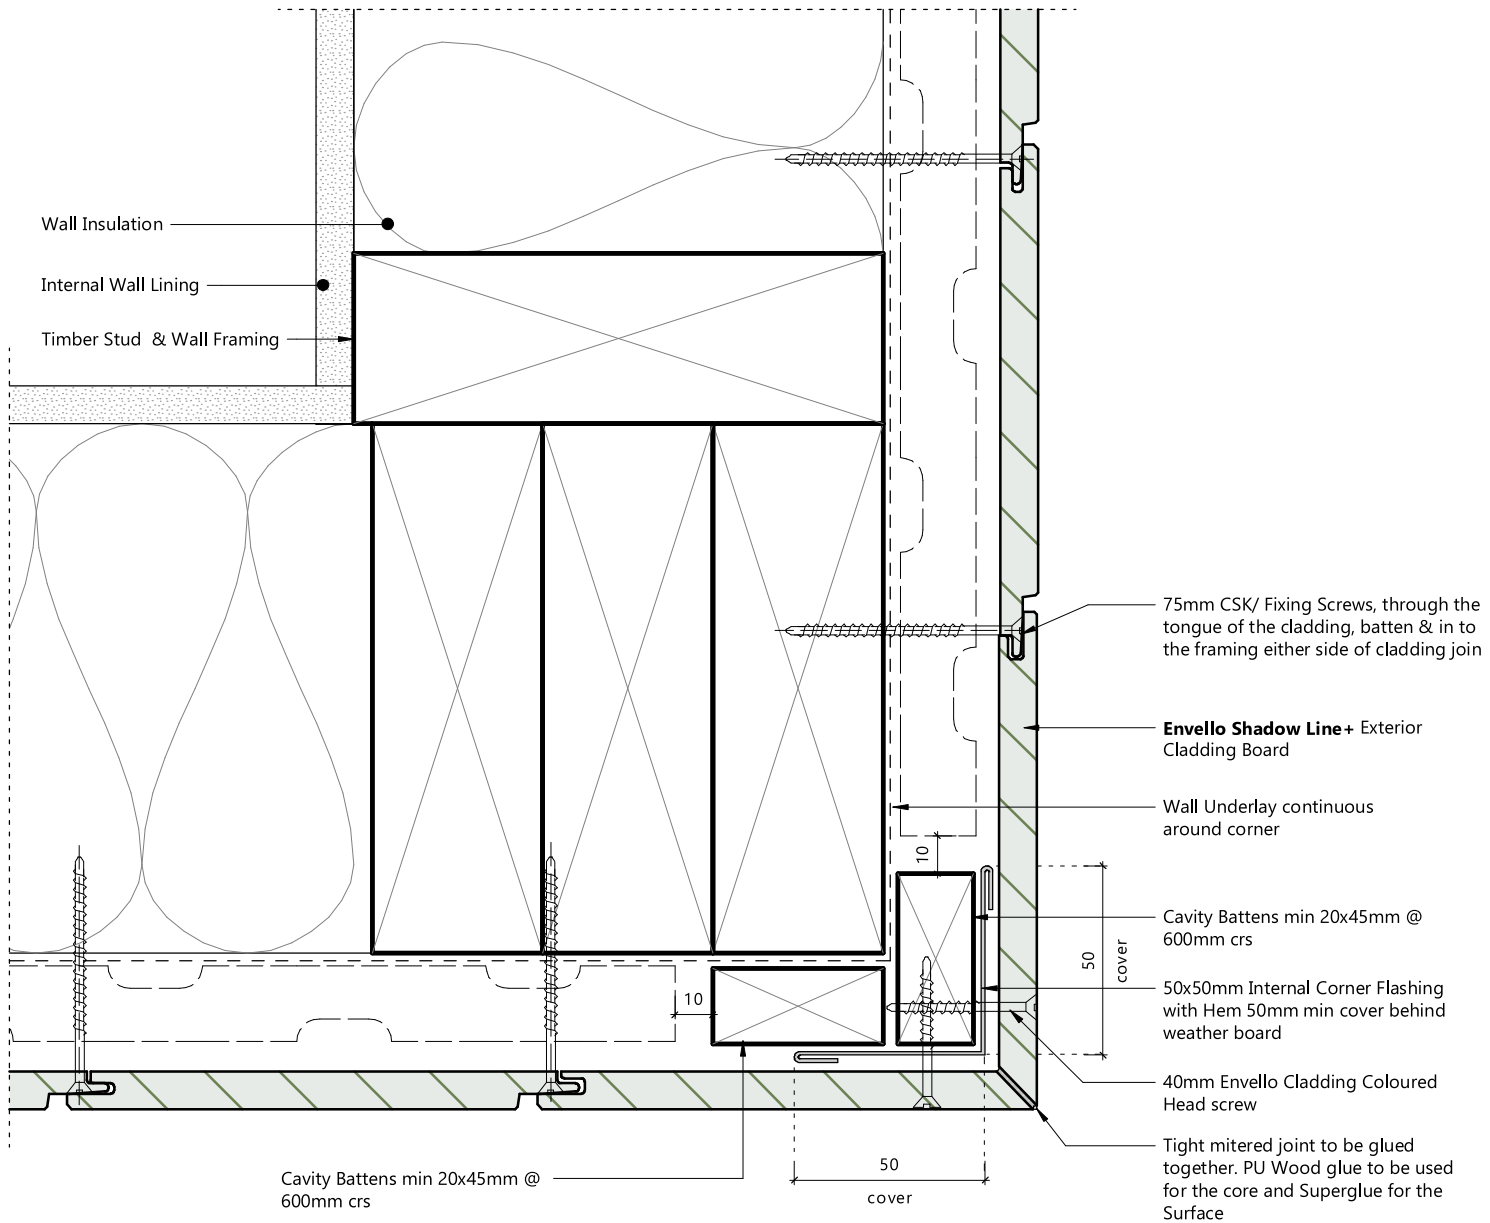 Wall Insulation
Internal Wall Lining
Timber Stud & Wall Framing
75mm CSK/ Fixing Screws, through the
tongue of the cladding, batten & in to
the framing either side of cladding join
Envello Shadow Line+ Exterior
Cladding Board
Wall Underlay continuous
around corner
10
Cavity Battens min 20x45mm @
600mm crs
50
cover
50x50mm Internal Corner Flashing
with Hem 50mm min cover behind
weather board
10
40mm Envello Cladding Coloured
Head screw
Tight mitered joint to be glued
together. PU Wood glue to be used
for the core and Superglue for the
Surface
50
cover
Cavity Battens min 20x45mm @
600mm crs